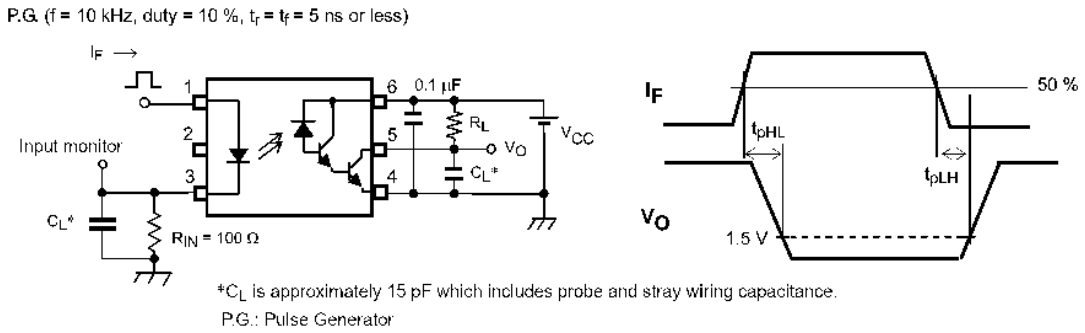 P.G. (f = 10 kHz, duty = 10 %, tr = tf = 5 ns or less)
IF →
1
2
3
6
5
4
0.1 μF
RL
VCC
VO
CL*
Input monitor
CL*
RIN = 100 Ω
IF
50 %
tpHL
tpLH
VO
1.5 V
*CL is approximately 15 pF which includes probe and stray wiring capacitance.
P.G.: Pulse Generator